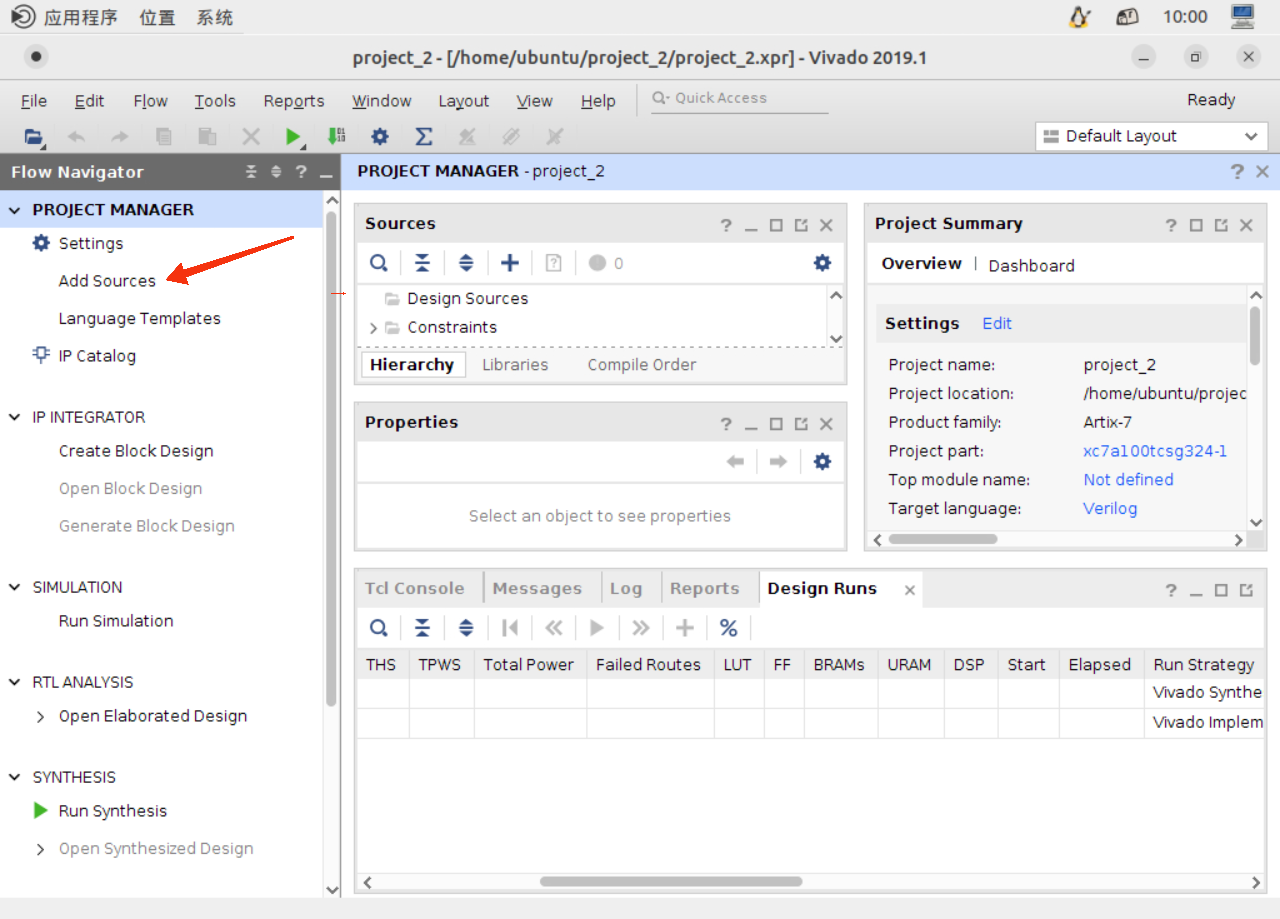 应用程序 位置 系统 10:00
project_2 - [/home/ubuntu/project_2/project_2.xpr] - Vivado 2019.1
File Edit Flow Tools Reports Window Layout View Help Quick Access Ready
Default Layout
Flow Navigator
PROJECT MANAGER
Settings
Add Sources
Language Templates
IP Catalog
IP INTEGRATOR
Create Block Design
Open Block Design
Generate Block Design
SIMULATION
Run Simulation
RTL ANALYSIS
Open Elaborated Design
SYNTHESIS
Run Synthesis
Open Synthesized Design
PROJECT MANAGER - project_2
Sources
0
Design Sources
Constraints
Hierarchy Libraries Compile Order
Properties
Select an object to see properties
Project Summary
Overview | Dashboard
Settings Edit
Project name: project_2
Project location: /home/ubuntu/projec
Product family: Artix-7
Project part: xc7a100tcsg324-1
Top module name: Not defined
Target language: Verilog
Tcl Console Messages Log Reports Design Runs
THS TPWS Total Power Failed Routes LUT FF BRAMs URAM DSP Start Elapsed Run Strategy
Vivado Synthe
Vivado Implem